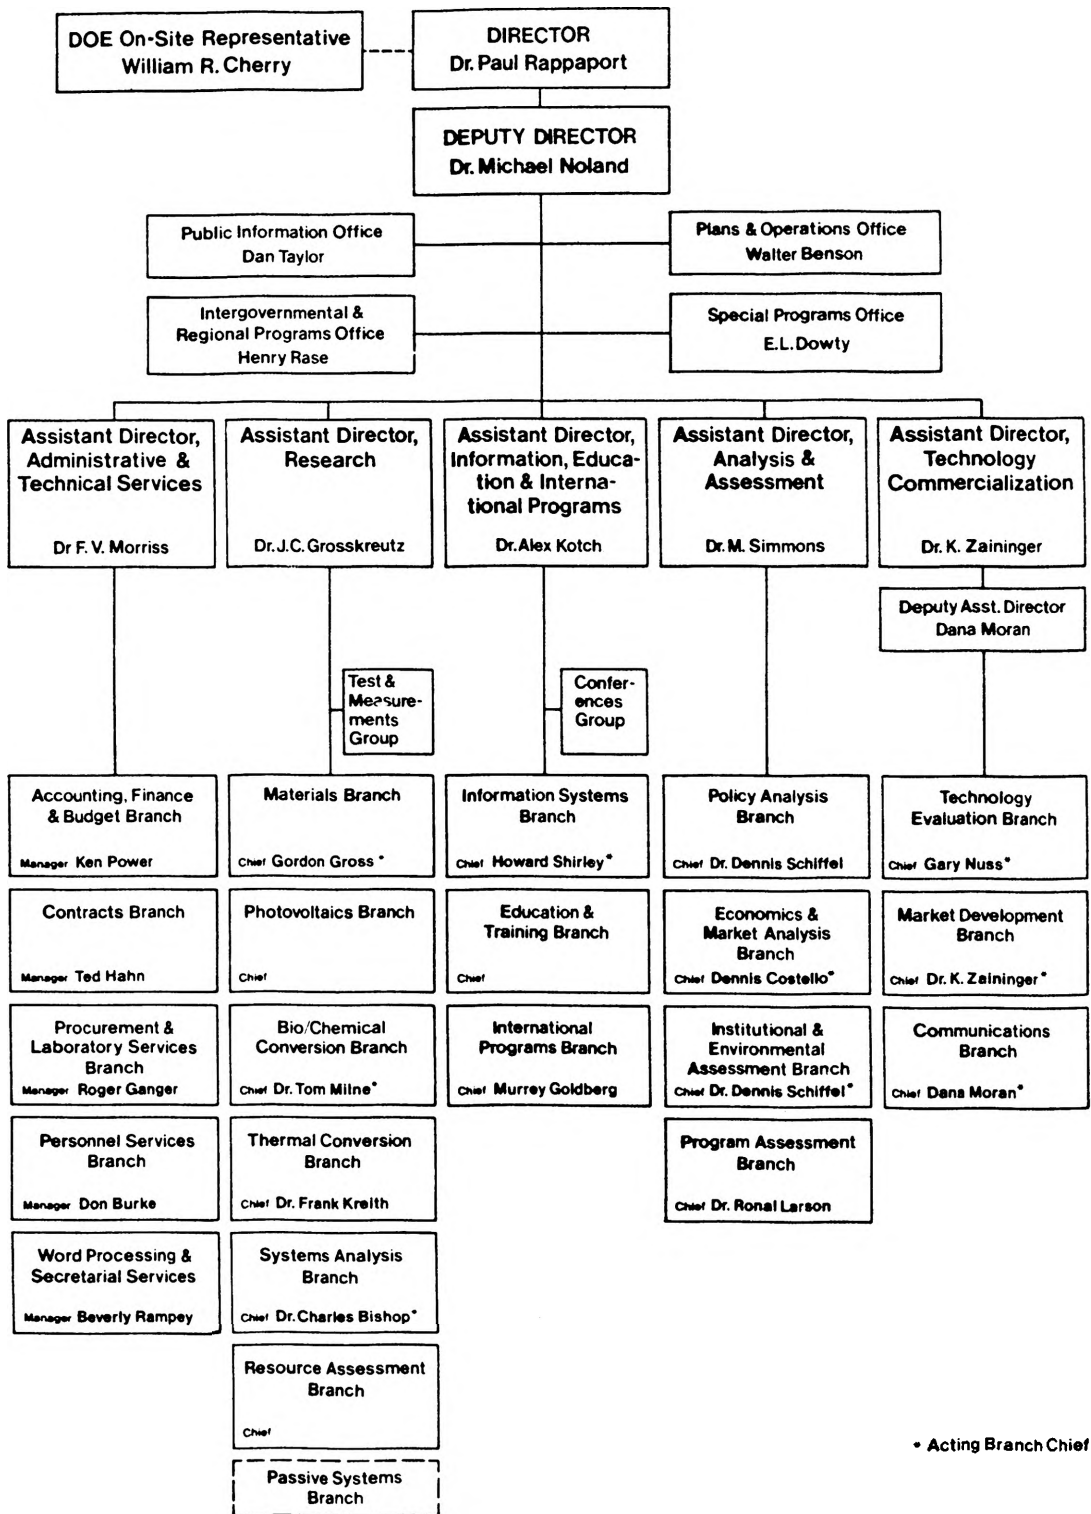 DOE On-Site Representative
William R. Cherry
DIRECTOR
Dr. Paul Rappaport
DEPUTY DIRECTOR
Dr. Michael Noland
Public Information Office
Dan Taylor
Plans & Operations Office
Walter Benson
Intergovernmental &
Regional Programs Office
Henry Rase
Special Programs Office
E.L. Dowty
Assistant Director,
Administrative &
Technical Services
Dr F. V. Morriss
Assistant Director,
Research
Dr. J.C. Grosskreutz
Assistant Director,
Information, Educa-
tion & Interna-
tional Programs
Dr. Alex Kotch
Assistant Director,
Analysis &
Assessment
Dr. M. Simmons
Assistant Director,
Technology
Commercialization
Dr. K. Zaininger
Deputy Asst. Director
Dana Moran
Test &
Measure-
ments
Group
Confer-
ences
Group
Accounting, Finance
& Budget Branch
Manager Ken Power
Contracts Branch
Manager Ted Hahn
Procurement &
Laboratory Services
Branch
Manager Roger Ganger
Personnel Services
Branch
Manager Don Burke
Word Processing &
Secretarial Services
Manager Beverly Rampey
Materials Branch
Chief Gordon Gross *
Photovoltaics Branch
Chief
Bio/Chemical
Conversion Branch
Chief Dr. Tom Milne*
Thermal Conversion
Branch
Chief Dr. Frank Kreith
Systems Analysis
Branch
Chief Dr. Charles Bishop*
Resource Assessment
Branch
Chief
Passive Systems
Branch
Information Systems
Branch
Chief Howard Shirley*
Education &
Training Branch
Chief
International
Programs Branch
Chief Murrey Goldberg
Policy Analysis
Branch
Chief Dr. Dennis Schiffel
Economics &
Market Analysis
Branch
Chief Dennis Costello*
Institutional &
Environmental
Assessment Branch
Chief Dr. Dennis Schiffel*
Program Assessment
Branch
Chief Dr. Ronal Larson
Technology
Evaluation Branch
Chief Gary Nuss*
Market Development
Branch
Chief Dr. K. Zaininger*
Communications
Branch
Chief Dana Moran*
* Acting Branch Chief